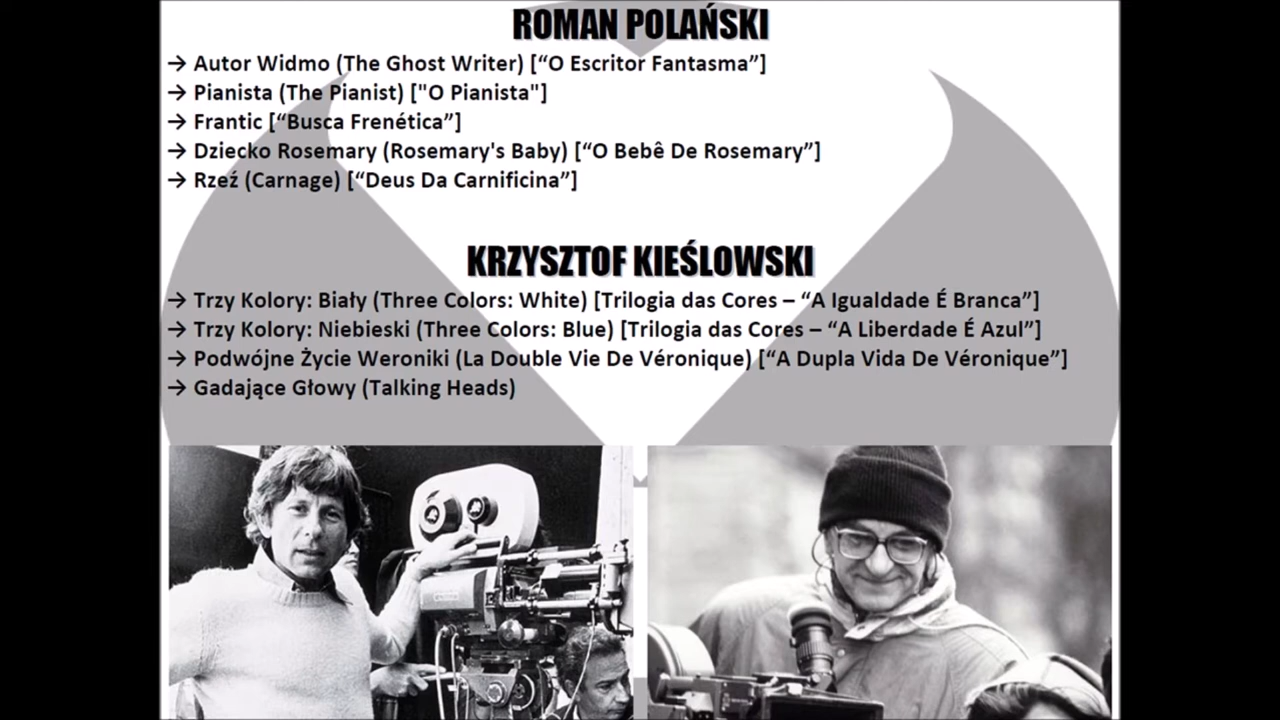 ROMAN POLAŃSKI
→ Autor Widmo (The Ghost Writer) [“O Escritor Fantasma”]
→ Pianista (The Pianist) ["O Pianista"]
→ Frantic [“Busca Frenética”]
→ Dziecko Rosemary (Rosemary's Baby) [“O Bebê De Rosemary”]
→ Rzeź (Carnage) [“Deus Da Carnificina”]
KRZYSZTOF KIEŚLOWSKI
→ Trzy Kolory: Biały (Three Colors: White) [Trilogia das Cores – “A Igualdade É Branca”]
→ Trzy Kolory: Niebieski (Three Colors: Blue) [Trilogia das Cores – “A Liberdade É Azul”]
→ Podwójne Życie Weroniki (La Double Vie De Véronique) [“A Dupla Vida De Véronique”]
→ Gadające Głowy (Talking Heads)